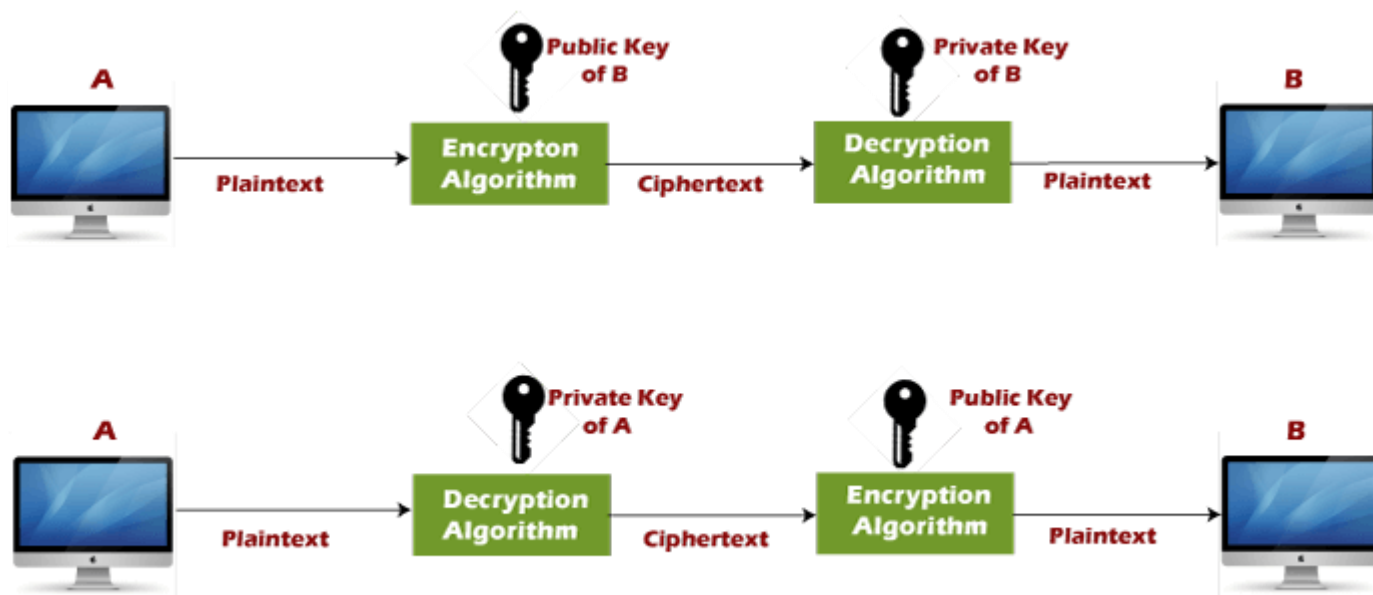 A
Public Key
of B
Private Key
of B
B
Encrypton
Algorithm
Decryption
Algorithm
Plaintext
Ciphertext
Plaintext
A
Private Key
of A
Public Key
of A
B
Decryption
Algorithm
Encryption
Algorithm
Plaintext
Ciphertext
Plaintext